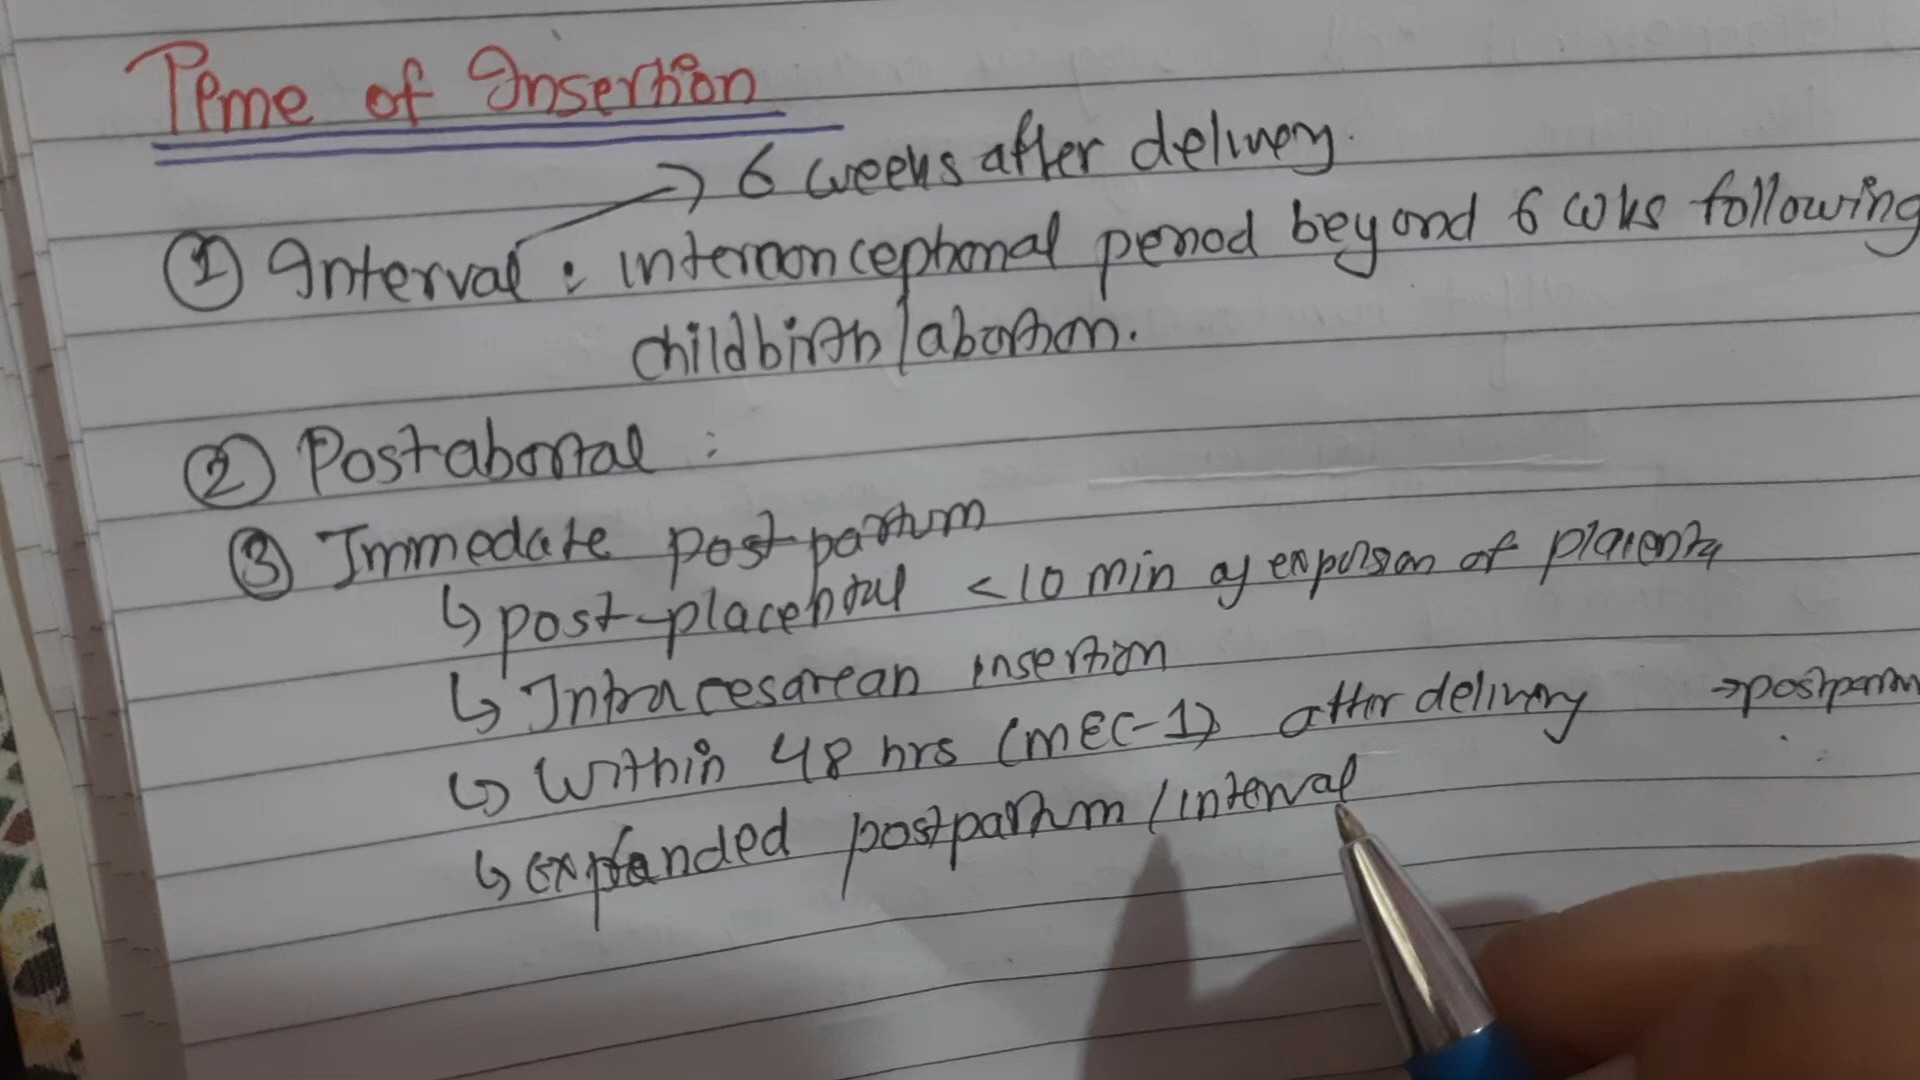 Time of Insertion
→ 6 weeks after delivery.
① Interval : interconceptional period beyond 6 wks following
childbirth/abortion.
② Postabortal :
③ Immedate post-partum
↳ post-placental <10 min of expulsion of placenta
↳ Intracesarean insertion
↳ Within 48 hrs (MEC-1) after delivery → postpartum
↳ expanded postpartum / interval